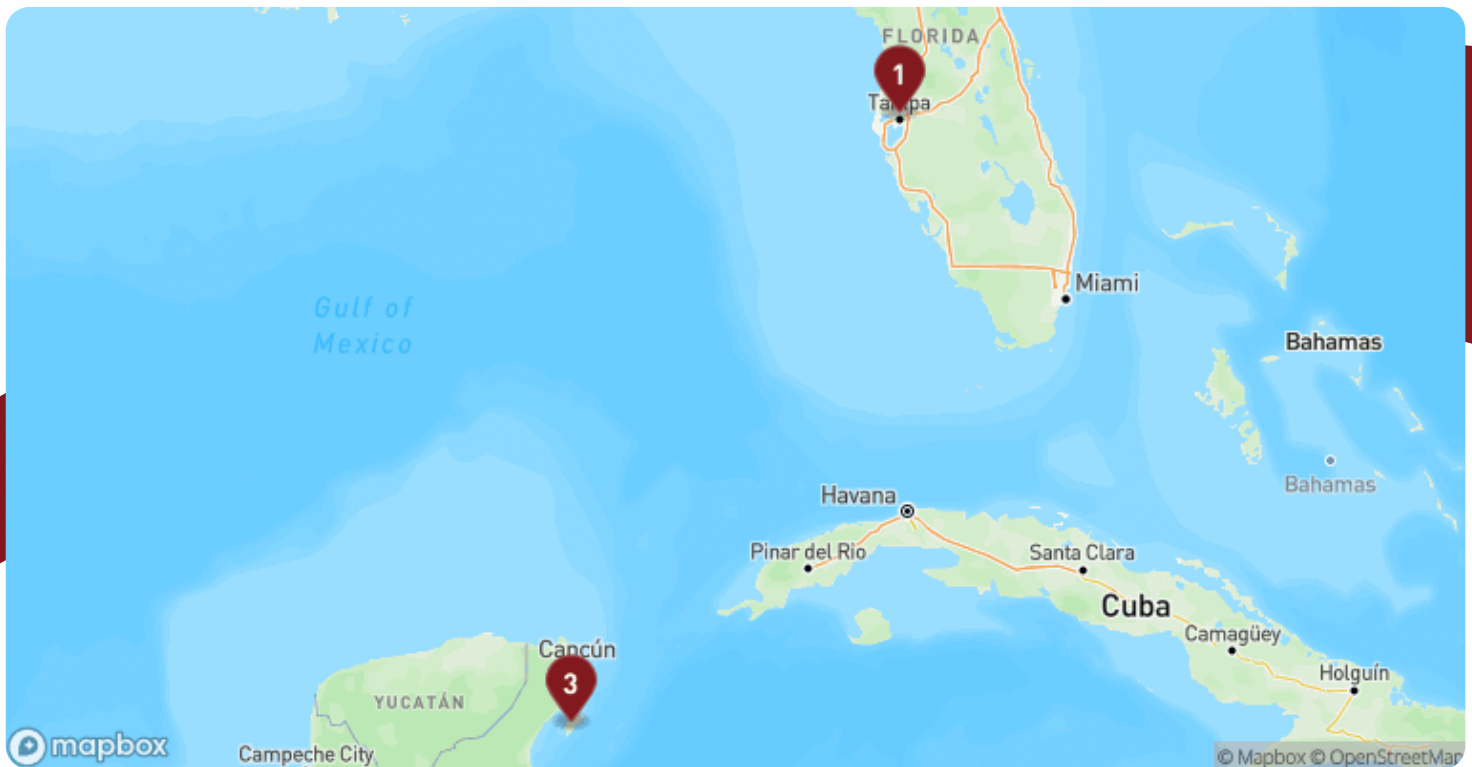 FLORIDA
1
Tampa
Miami
Gulf of
Mexico
Bahamas
Bahamas
Havana
Pinar del Rio
Santa Clara
Cuba
Camagüey
Holguín
Cancún
3
YUCATÁN
Campeche City
mapbox
© Mapbox © OpenStreetMap